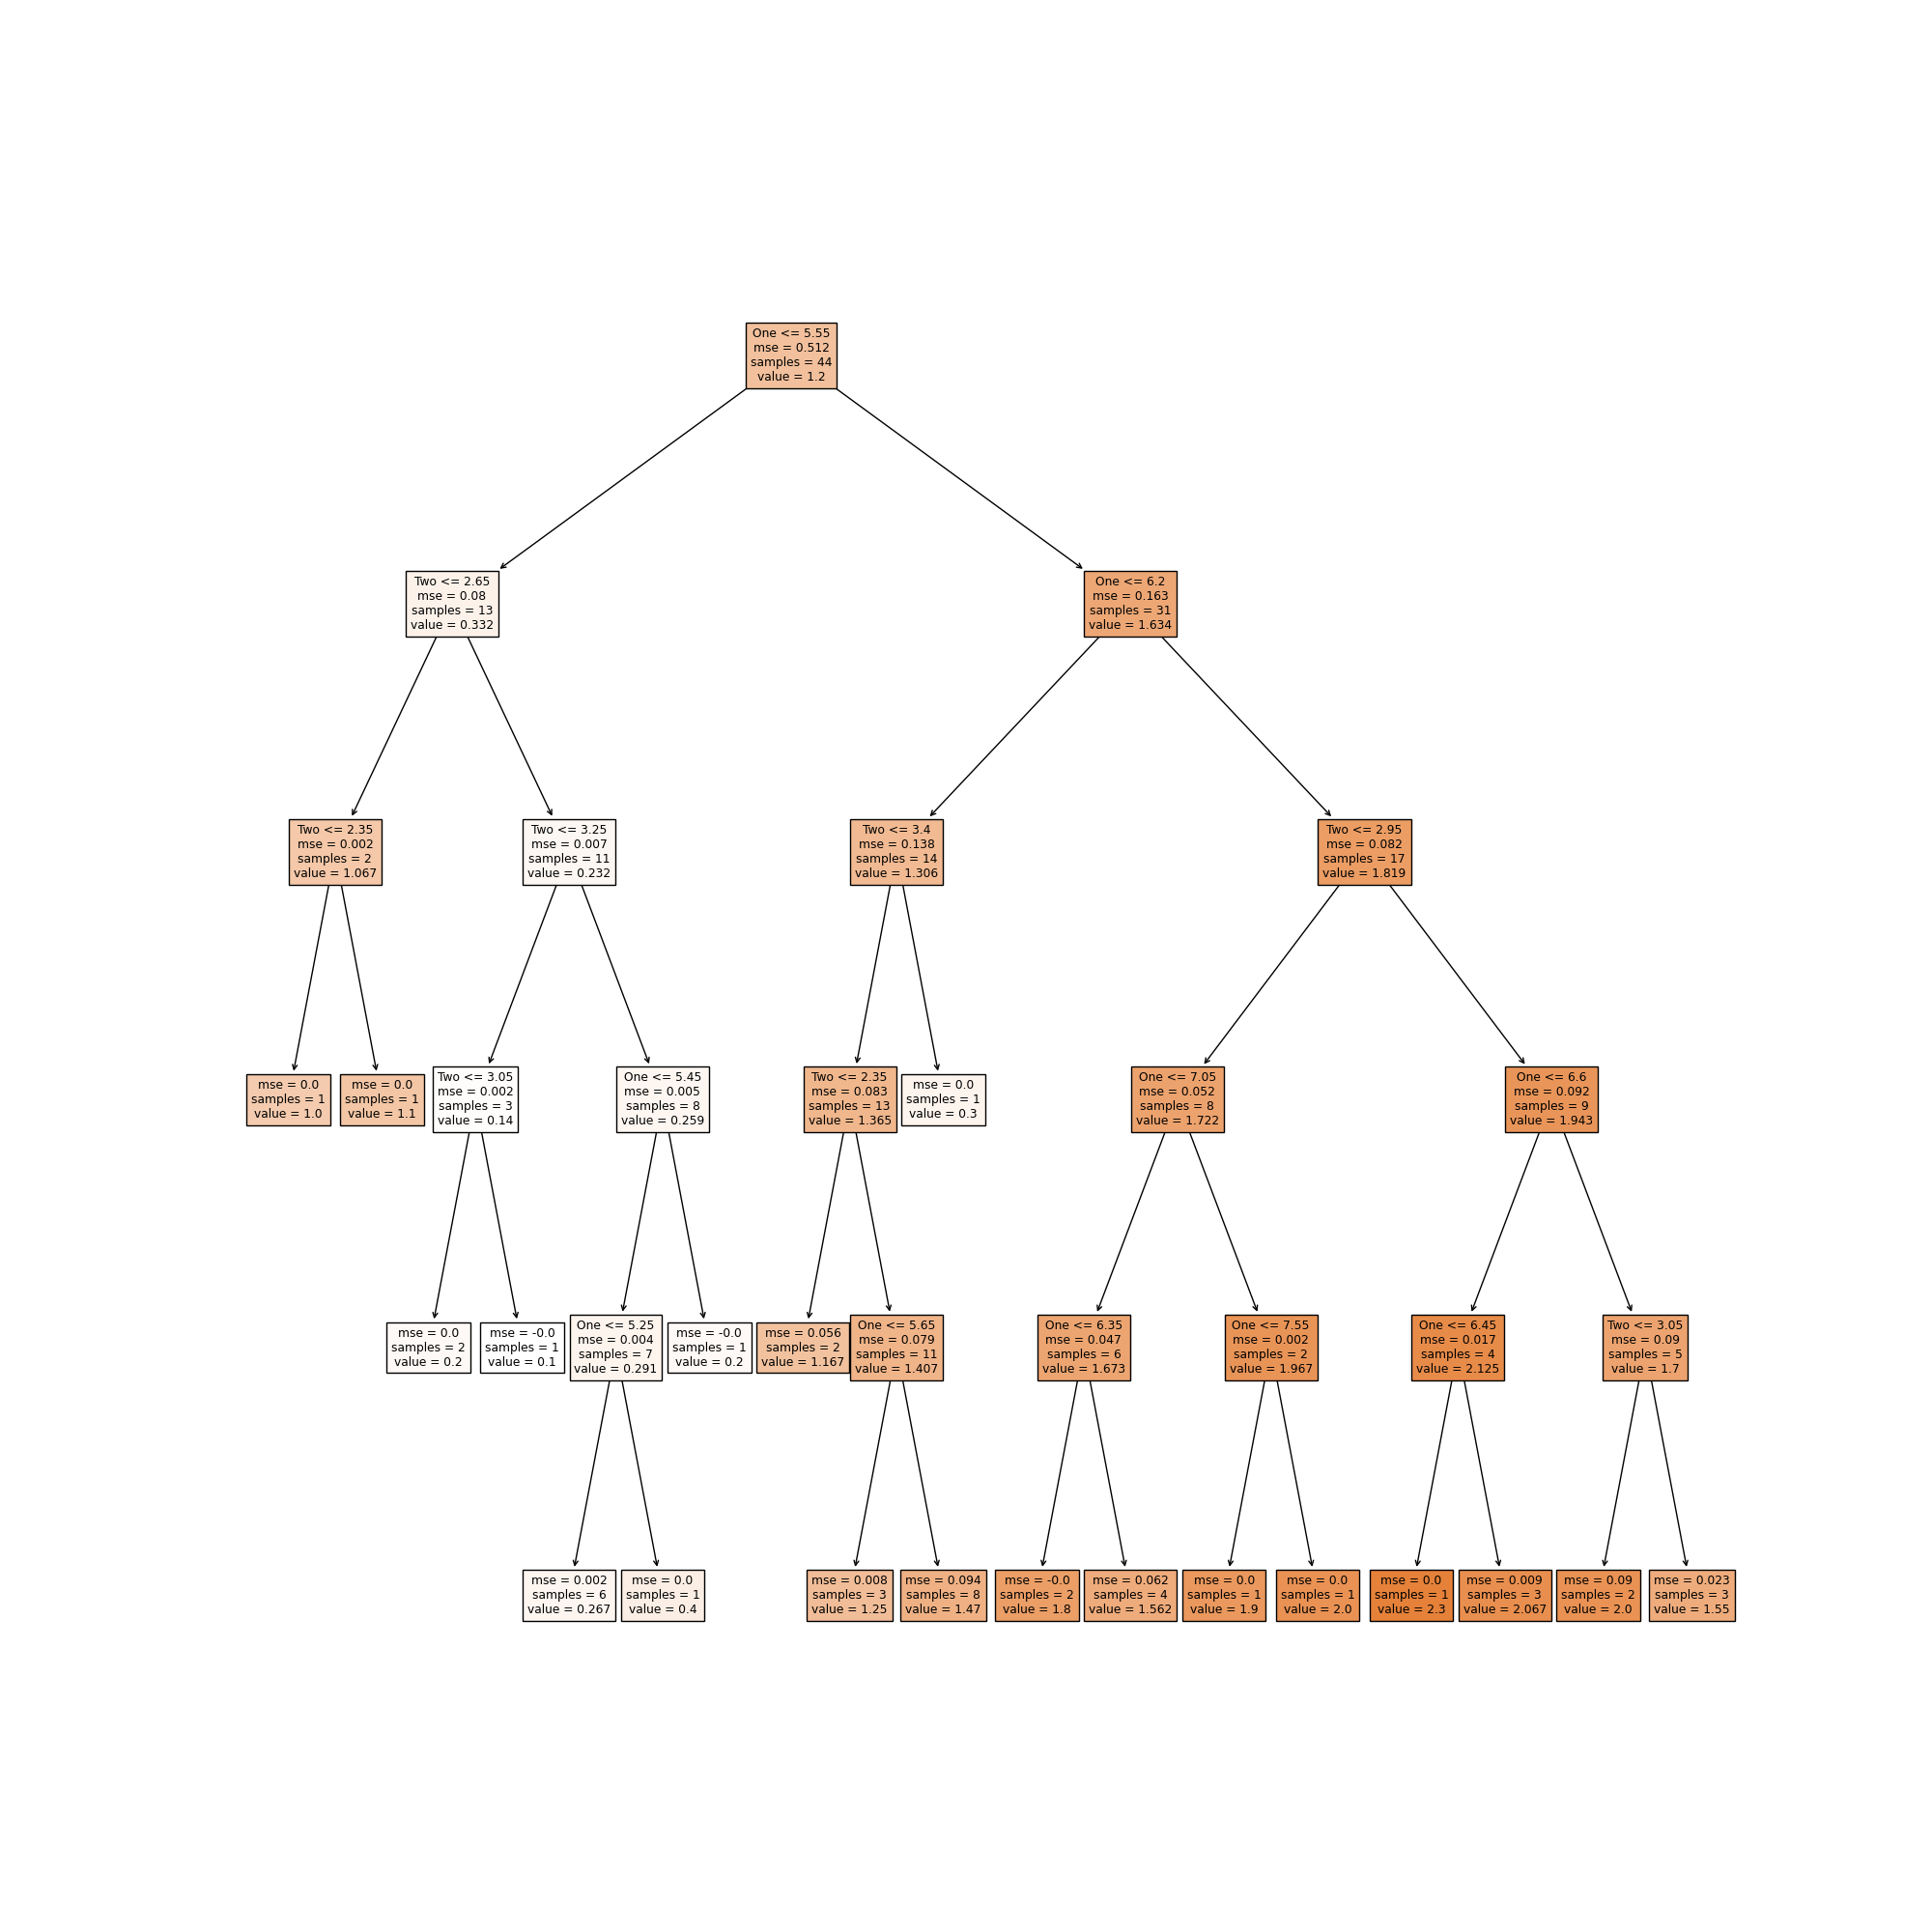 One <= 5.55
mse = 0.512
samples = 44
value = 1.2
Two <= 2.65
mse = 0.08
samples = 13
value = 0.332
One <= 6.2
mse = 0.163
samples = 31
value = 1.634
Two <= 2.35
mse = 0.002
samples = 2
value = 1.067
Two <= 3.25
mse = 0.007
samples = 11
value = 0.232
Two <= 3.4
mse = 0.138
samples = 14
value = 1.306
Two <= 2.95
mse = 0.082
samples = 17
value = 1.819
mse = 0.0
samples = 1
value = 1.0
mse = 0.0
samples = 1
value = 1.1
Two <= 3.05
mse = 0.002
samples = 3
value = 0.14
One <= 5.45
mse = 0.005
samples = 8
value = 0.259
Two <= 2.35
mse = 0.083
samples = 13
value = 1.365
mse = 0.0
samples = 1
value = 0.3
One <= 7.05
mse = 0.052
samples = 8
value = 1.722
One <= 6.6
mse = 0.092
samples = 9
value = 1.943
mse = 0.0
samples = 2
value = 0.2
mse = -0.0
samples = 1
value = 0.1
One <= 5.25
mse = 0.004
samples = 7
value = 0.291
mse = -0.0
samples = 1
value = 0.2
mse = 0.056
samples = 2
value = 1.167
One <= 5.65
mse = 0.079
samples = 11
value = 1.407
One <= 6.35
mse = 0.047
samples = 6
value = 1.673
One <= 7.55
mse = 0.002
samples = 2
value = 1.967
One <= 6.45
mse = 0.017
samples = 4
value = 2.125
Two <= 3.05
mse = 0.09
samples = 5
value = 1.7
mse = 0.002
samples = 6
value = 0.267
mse = 0.0
samples = 1
value = 0.4
mse = 0.008
samples = 3
value = 1.25
mse = 0.094
samples = 8
value = 1.47
mse = -0.0
samples = 2
value = 1.8
mse = 0.062
samples = 4
value = 1.562
mse = 0.0
samples = 1
value = 1.9
mse = 0.0
samples = 1
value = 2.0
mse = 0.0
samples = 1
value = 2.3
mse = 0.009
samples = 3
value = 2.067
mse = 0.09
samples = 2
value = 2.0
mse = 0.023
samples = 3
value = 1.55